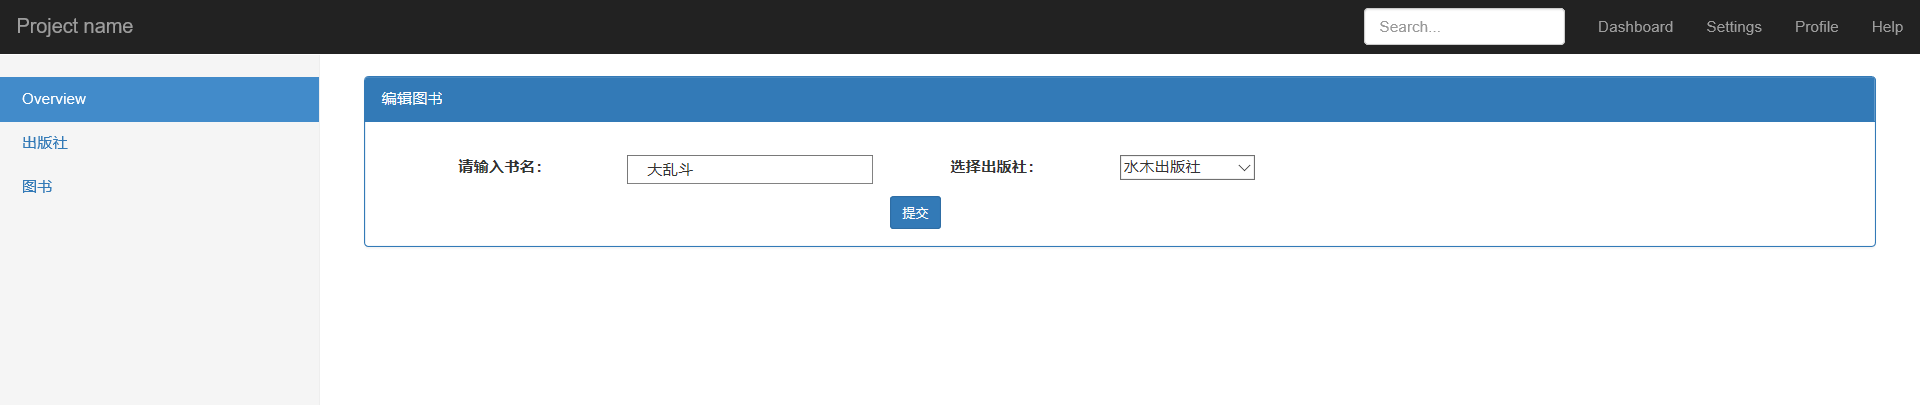 Project name
Search...
Dashboard
Settings
Profile
Help
Overview
出版社
图书
编辑图书
请输入书名：
大乱斗
选择出版社：
水木出版社
提交